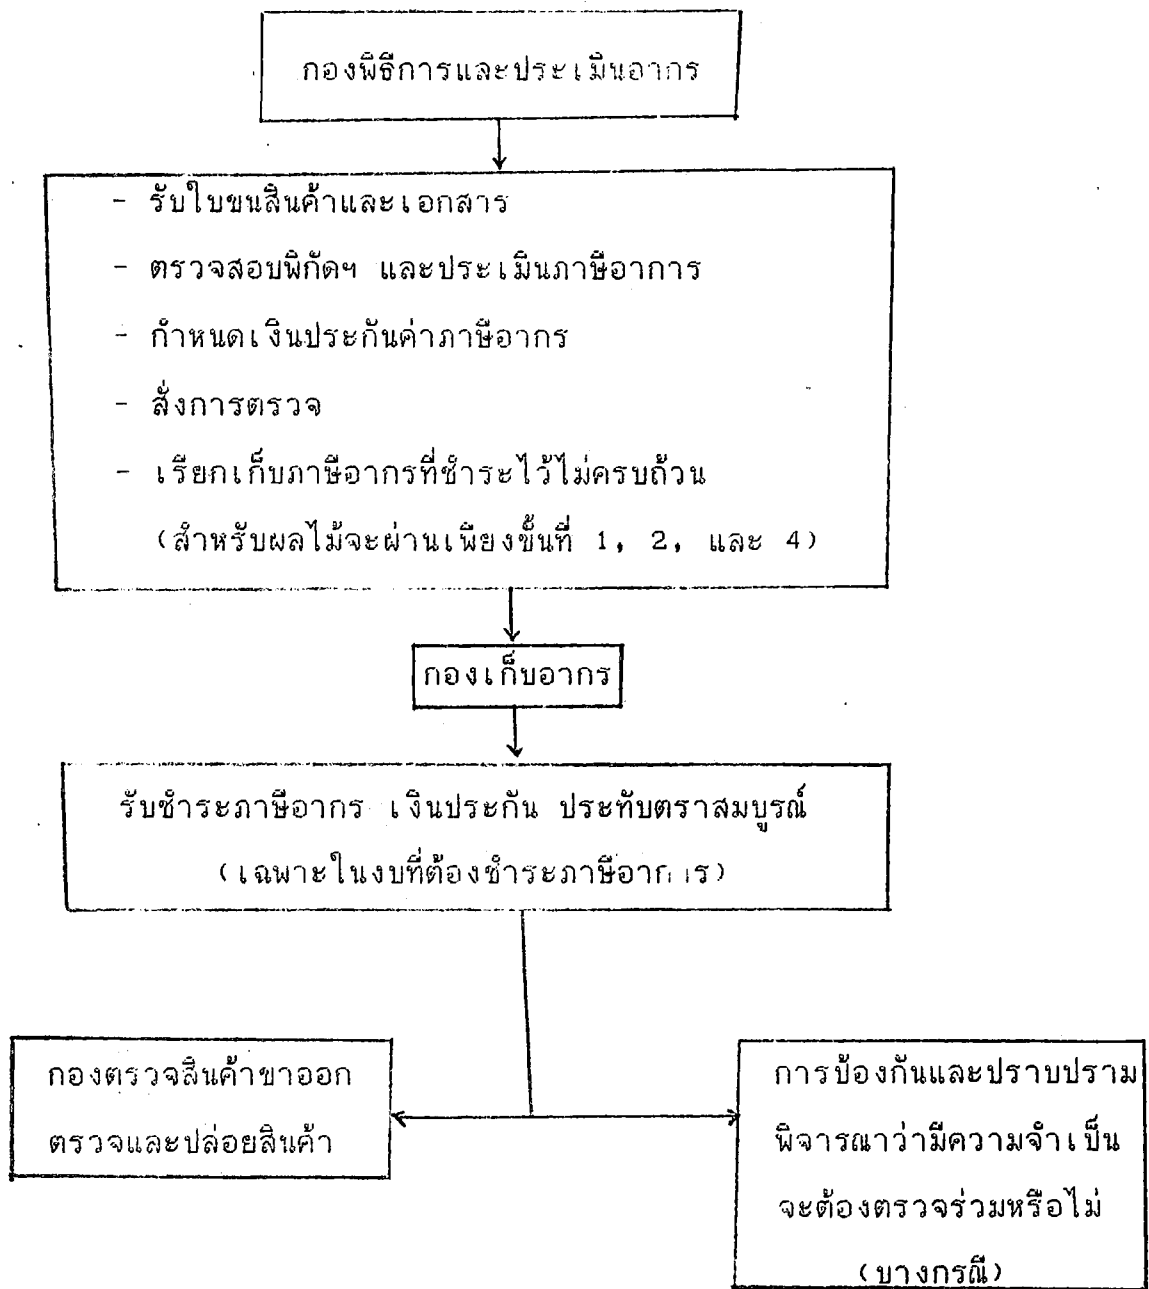 กองพิธีการและประเมินอากร
- รับใบขนสินค้าและเอกสาร
- ตรวจสอบพิกัดฯ และประเมินภาษีอาการ
- กำหนดเงินประกันค่าภาษีอากร
- สั่งการตรวจ
- เรียกเก็บภาษีอากรที่ชำระไว้ไม่ครบถ้วน
(สำหรับผลไม้จะผ่านเพียงขั้นที่ 1, 2, และ 4)
กองเก็บอากร
รับชำระภาษีอากร เงินประกัน ประทับตราสมบูรณ์
(เฉพาะในงบที่ต้องชำระภาษีอาการ)
กองตรวจสินค้าขาออก
ตรวจและปล่อยสินค้า
การป้องกันและปราบปราม
พิจารณาว่ามีความจำเป็น
จะต้องตรวจร่วมหรือไม่
(บางกรณี)